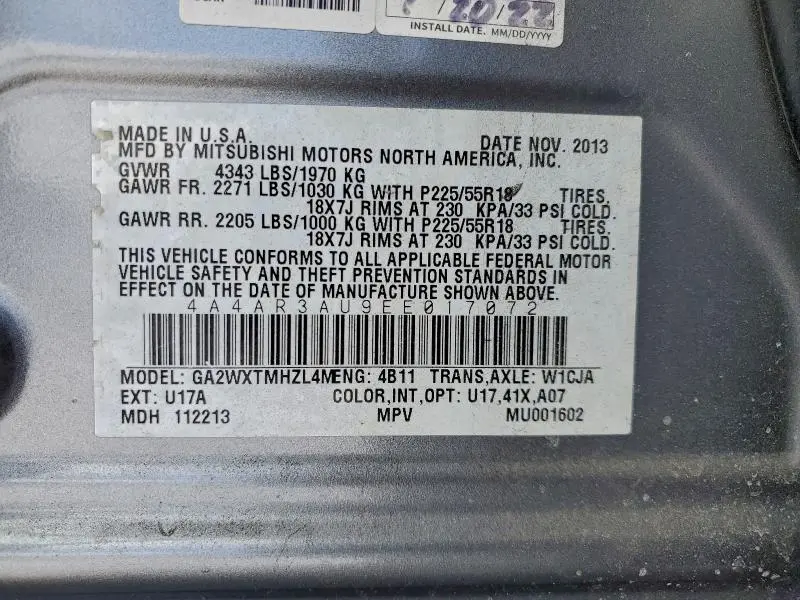 20/22
INSTALL DATE. MM/DD/YYYY
MADE IN U.S.A. DATE NOV. 2013
MFD BY MITSUBISHI MOTORS NORTH AMERICA, INC.
GVWR 4343 LBS/1970 KG
GAWR FR. 2271 LBS/1030 KG WITH P225/55R18 TIRES.
18X7J RIMS AT 230 KPA/33 PSI COLD.
GAWR RR. 2205 LBS/1000 KG WITH P225/55R18 TIRES.
18X7J RIMS AT 230 KPA/33 PSI COLD.
THIS VEHICLE CONFORMS TO ALL APPLICABLE FEDERAL MOTOR
VEHICLE SAFETY AND THEFT PREVENTION STANDARDS IN
EFFECT ON THE DATE OF MANUFACTURE SHOWN ABOVE.
4A4AR3AU9EE017072
MODEL: GA2WXTMHZL4M ENG: 4B11 TRANS,AXLE: W1CJA
EXT: U17A COLOR,INT,OPT: U17,41X,A07
MDH 112213 MPV MU001602